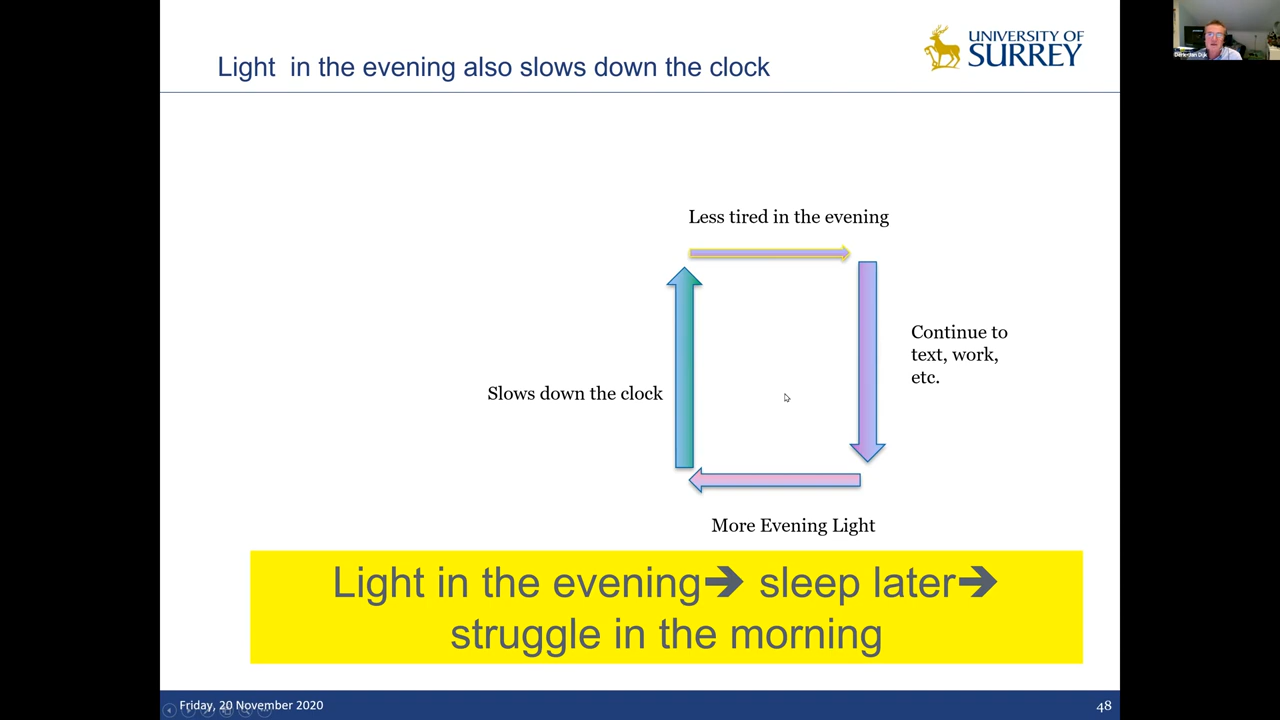 Light in the evening also slows down the clock
UNIVERSITY OF
SURREY
Less tired in the evening
Continue to
text, work,
etc.
Slows down the clock
More Evening Light
Light in the evening➔ sleep later➔
struggle in the morning
Friday, 20 November 2020
48